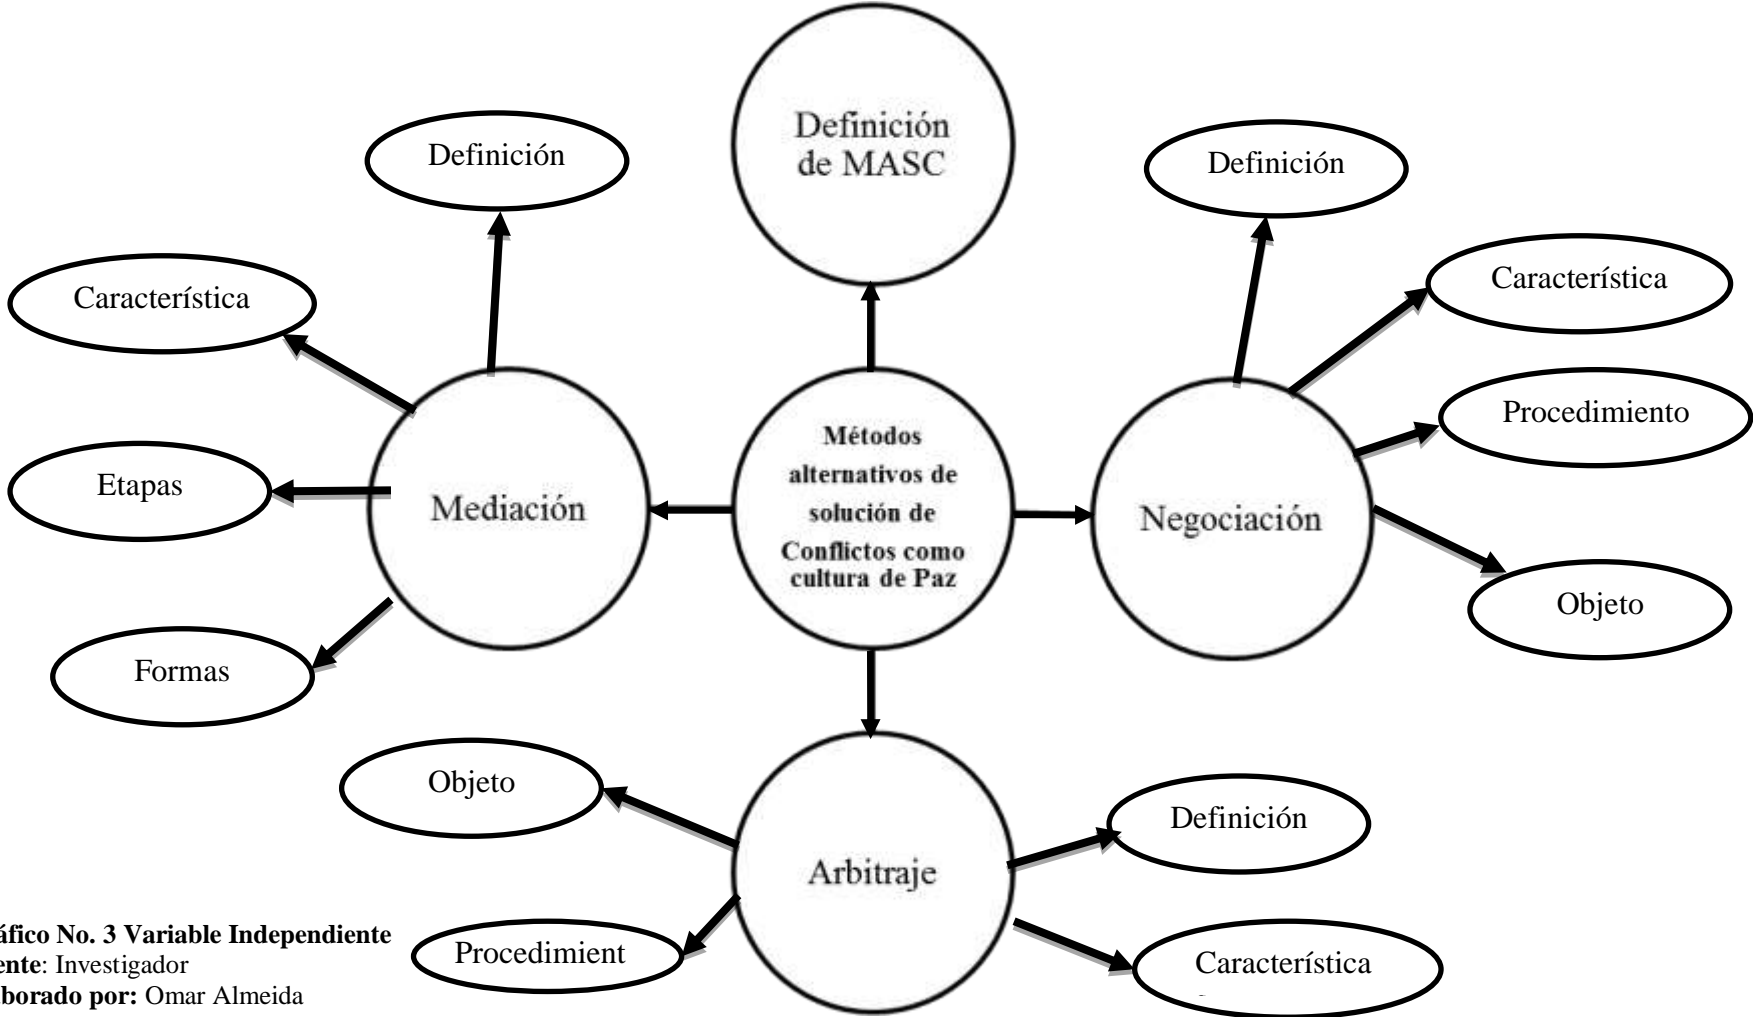 Definición
de MASC
Definición
Definición
Característica
Característica
Procedimiento
Etapas
Mediación
Métodos
alternativos de
solución de
Conflictos como
cultura de Paz
Negociación
Objeto
Formas
Objeto
Definición
Arbitraje
Procedimient
Característica
áfico No. 3 Variable Independiente
ente: Investigador
borado por: Omar Almeida